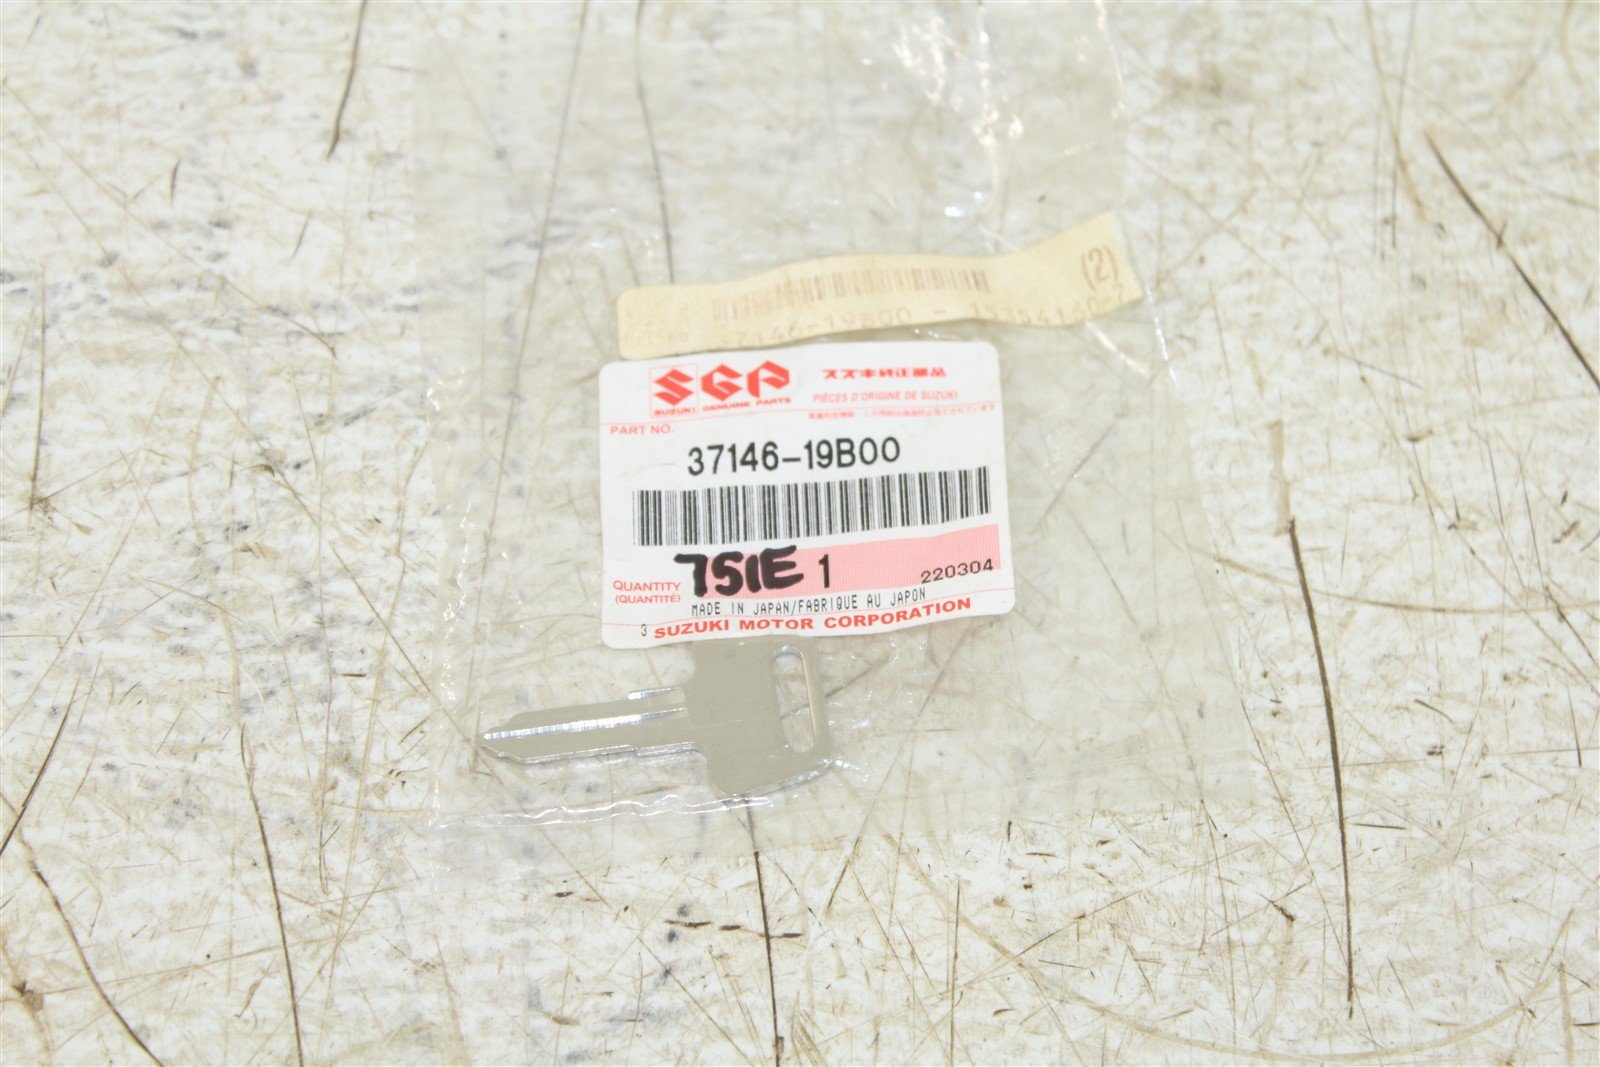 (2)
SGP
SUZUKI GENUINE PARTS
スズキ純正部品
PIÈCES D'ORIGINE DE SUZUKI
PART NO.
37146-19B00
QUANTITY
(QUANTITÉ)
751E 1
220304
MADE IN JAPAN/FABRIQUE AU JAPON
3 SUZUKI MOTOR CORPORATION